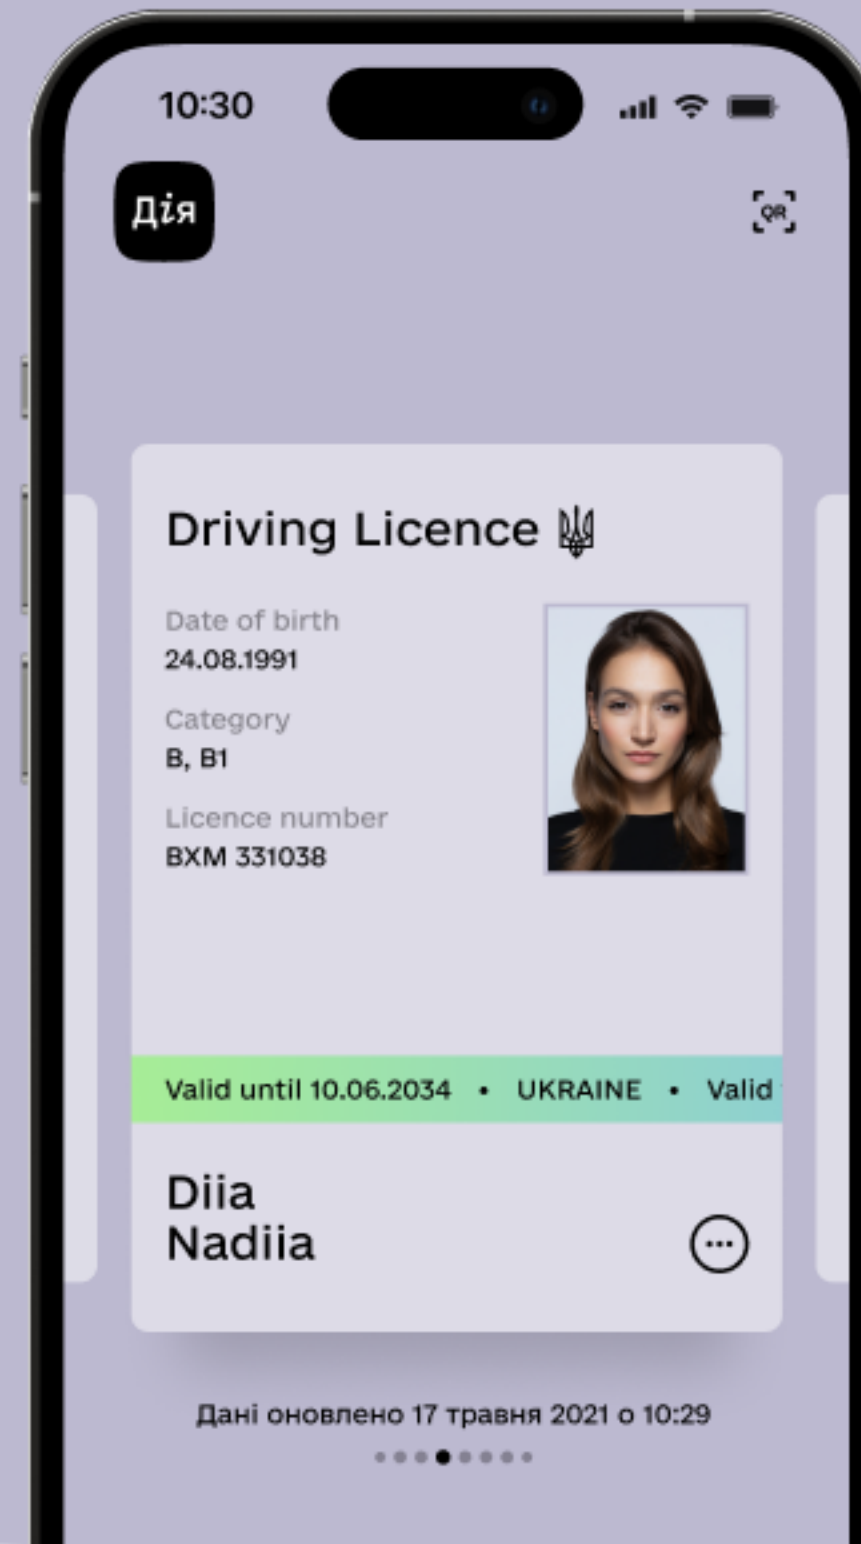 10:30
Дія
QR
Driving Licence
Date of birth
24.08.1991
Category
B, B1
Licence number
BXM 331038
Valid until 10.06.2034 • UKRAINE • Valid
Diia
Nadiia
Дані оновлено 17 травня 2021 о 10:29